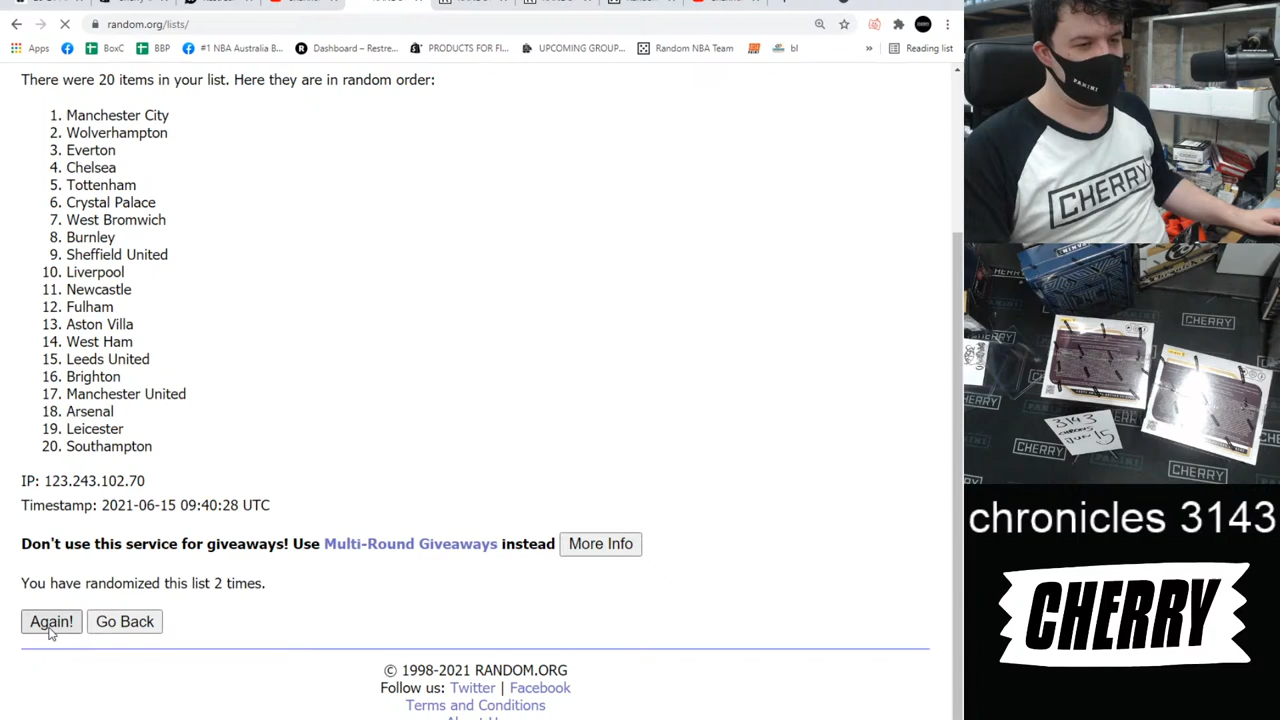 random.org/lists/
Apps BoxC BBP #1 NBA Australia B... Dashboard – Restre... PRODUCTS FOR FI... UPCOMING GROUP... Random NBA Team bl » Reading list
There were 20 items in your list. Here they are in random order:
1. Manchester City
2. Wolverhampton
3. Everton
4. Chelsea
5. Tottenham
6. Crystal Palace
7. West Bromwich
8. Burnley
9. Sheffield United
10. Liverpool
11. Newcastle
12. Fulham
13. Aston Villa
14. West Ham
15. Leeds United
16. Brighton
17. Manchester United
18. Arsenal
19. Leicester
20. Southampton
IP: 123.243.102.70
Timestamp: 2021-06-15 09:40:28 UTC
Don't use this service for giveaways! Use Multi-Round Giveaways instead More Info
You have randomized this list 2 times.
Again! Go Back
© 1998-2021 RANDOM.ORG
Follow us: Twitter | Facebook
Terms and Conditions
PANINI
CHERRY
CHERRY
CHERRY
CHERRY
CHERRY
3143
JUN 15
chronicles 3143
CHERRY